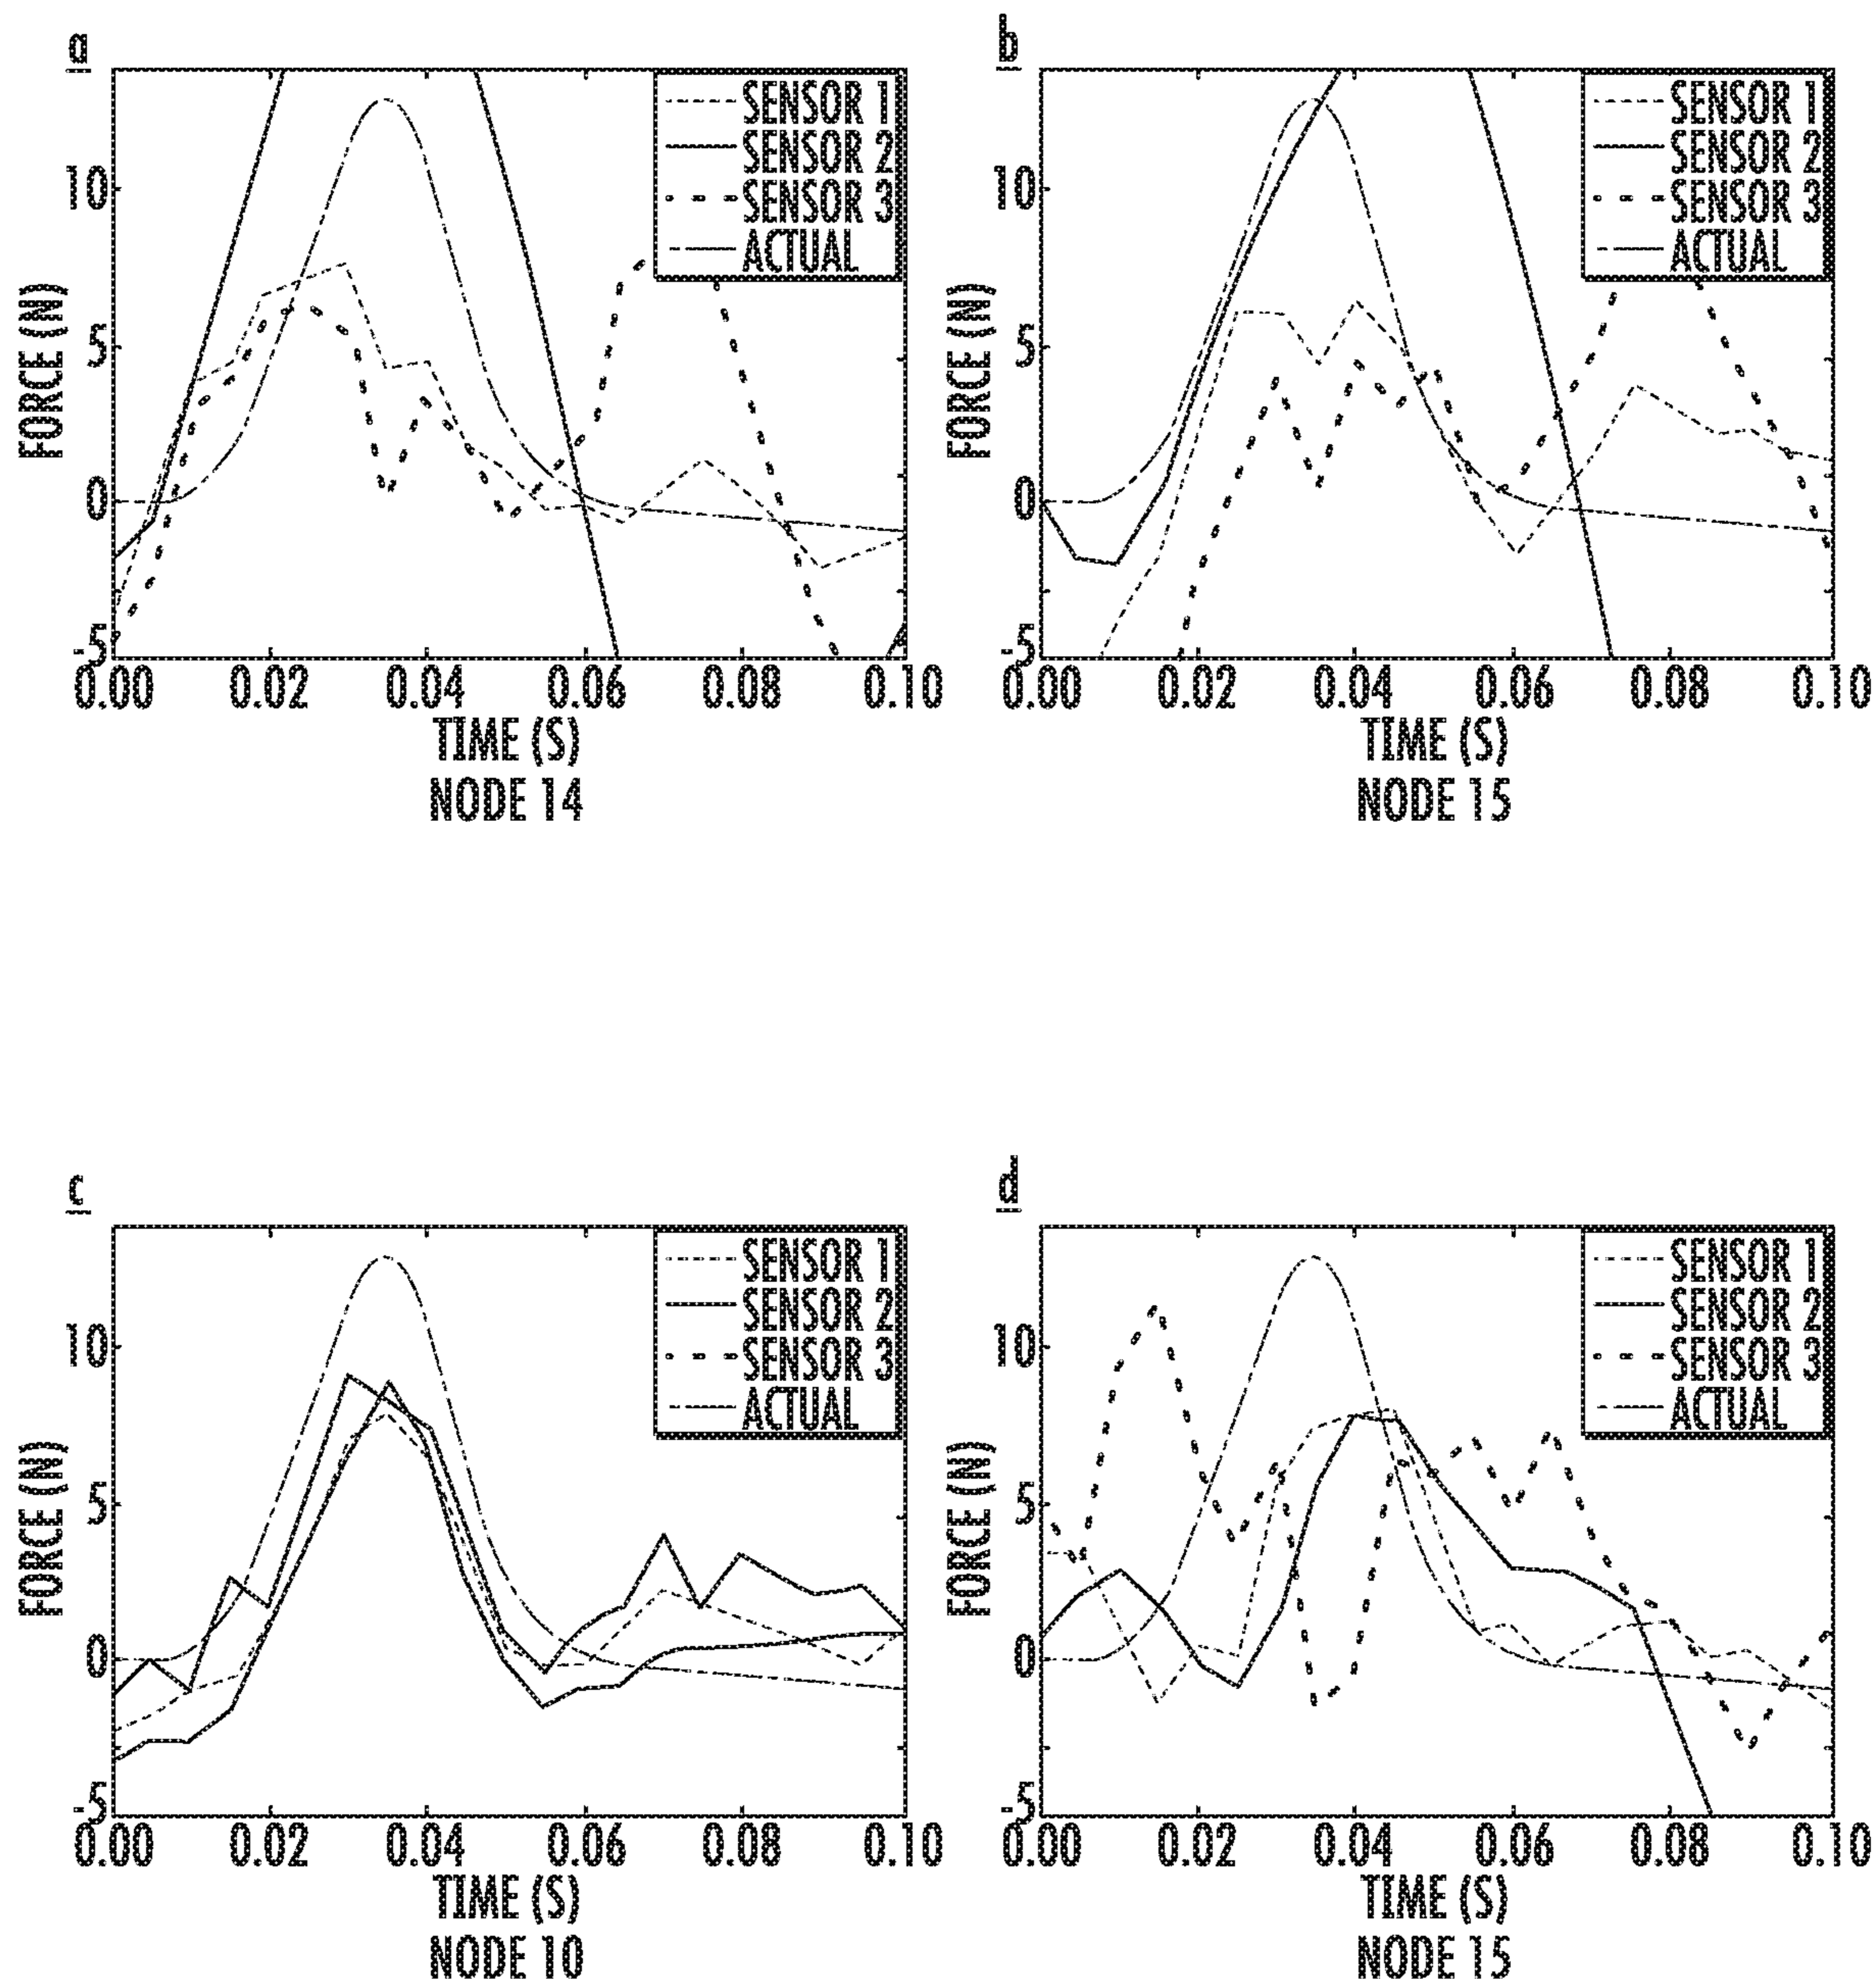 a
SENSOR 1
SENSOR 2
SENSOR 3
ACTUAL
10
5
0
-5
FORCE (N)
0.00 0.02 0.04 0.06 0.08 0.10
TIME (S)
NODE 14
b
SENSOR 1
SENSOR 2
SENSOR 3
ACTUAL
10
5
0
-5
FORCE (N)
0.00 0.02 0.04 0.06 0.08 0.10
TIME (S)
NODE 15
c
SENSOR 1
SENSOR 2
SENSOR 3
ACTUAL
10
5
0
-5
FORCE (N)
0.00 0.02 0.04 0.06 0.08 0.10
TIME (S)
NODE 10
d
SENSOR 1
SENSOR 2
SENSOR 3
ACTUAL
10
5
0
-5
FORCE (N)
0.00 0.02 0.04 0.06 0.08 0.10
TIME (S)
NODE 15